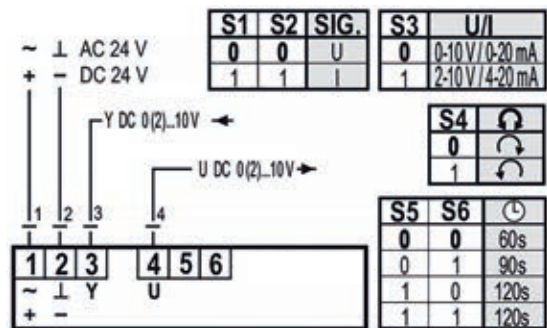 ~ ⊥ AC 24 V
+ − DC 24 V
Y DC 0(2)...10V
U DC 0(2)...10V
1 2 3 4
1 2 3 4 5 6
~ ⊥ Y U
+ −
S1 S2 SIG.
0 0 U
1 1 I
S3 U/I
0 0-10 V/ 0-20 mA
1 2-10 V/ 4-20 mA
S4
0
1
S5 S6
0 0 60s
0 1 90s
1 0 120s
1 1 120s